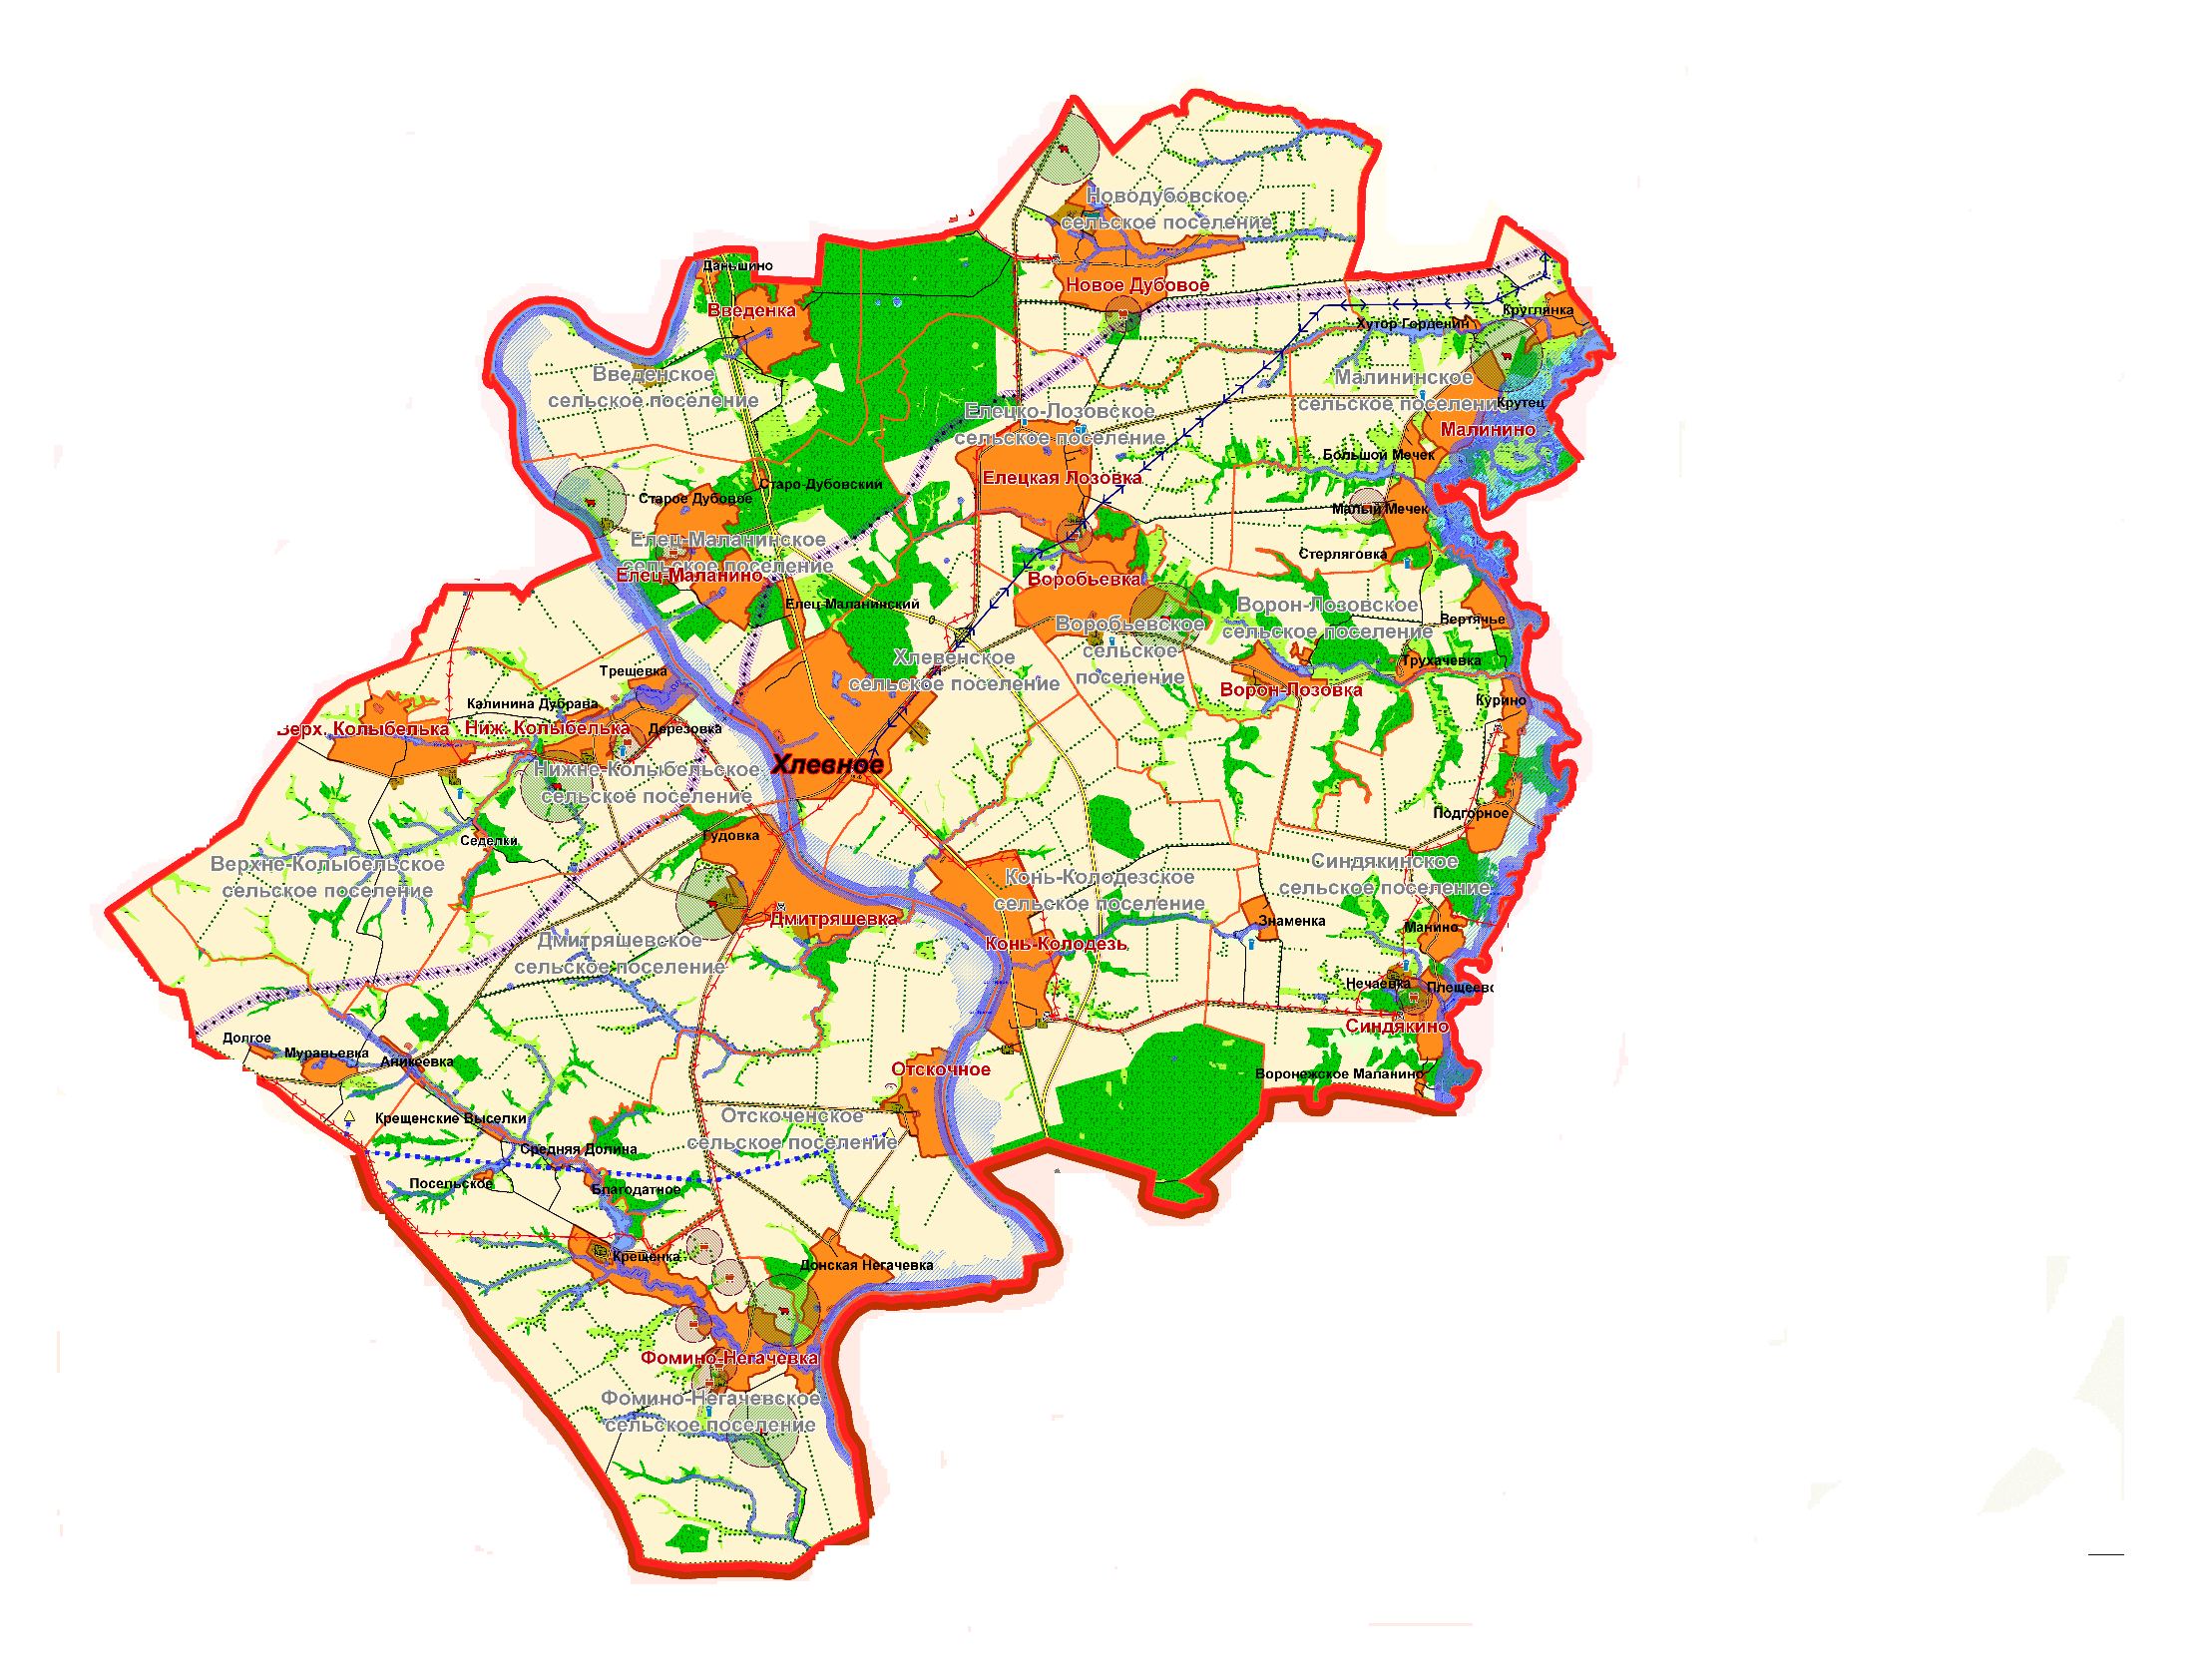 Новодубовское
сельское поселение
Даньшино
Новое Дубовое
Введенка
Круглянка
Хутор Горденин
Введенское
сельское поселение
Малининское
сельское поселение
Крутец
Елецко-Лозовское
сельское поселение
Малинино
Большой Мечек
Елецкая Лозовка
Старо-Дубовский
Старое Дубовое
Малый Мечек
Елец-Маланинское
сельское поселение
Стерляговка
Елец-Маланино
Воробьевка
Елец-Маланинский
Ворон-Лозовское
сельское поселение
Вертячье
Воробьевское
сельское
поселение
Хлевенское
сельское поселение
Трухачевка
Трещевка
Ворон-Лозовка
Курино
Калинина Дубрава
Верх. Колыбелька
Ниж. Колыбелька
Дерезовка
Хлевное
Нижне-Колыбельское
сельское поселение
Подгорное
Гудовка
Седелки
Верхне-Колыбельское
сельское поселение
Синдякинское
сельское поселение
Конь-Колодезское
сельское поселение
Дмитряшевка
Знаменка
Манино
Дмитряшевское
сельское поселение
Конь-Колодезь
Нечаевка
Плещеевс
Синдякино
Долгое
Муравьевка
Аникеевка
Отскочное
Воронежское Маланино
Крещенские Выселки
Отскоченское
сельское поселение
Средняя Долина
Посельское
Благодатное
Крещенка
Донская Негачевка
Фомино-Негачевка
Фомино-Негачевское
сельское поселение